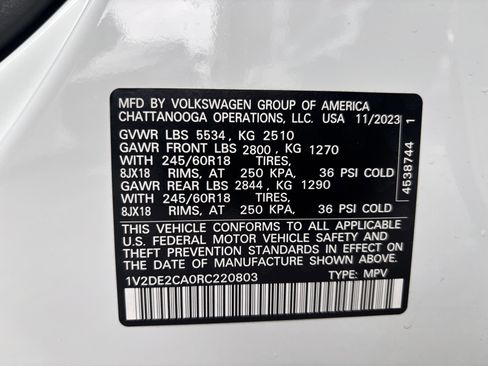 MFD BY VOLKSWAGEN GROUP OF AMERICA
CHATTANOOGA OPERATIONS, LLC. USA 11/2023
GVWR LBS 5534 , KG 2510
GAWR FRONT LBS 2800 , KG 1270
WITH 245/60R18 TIRES,
8JX18 RIMS, AT 250 KPA, 36 PSI COLD
GAWR REAR LBS 2844 , KG 1290
WITH 245/60R18 TIRES,
8JX18 RIMS, AT 250 KPA, 36 PSI COLD
THIS VEHICLE CONFORMS TO ALL APPLICABLE
U.S. FEDERAL MOTOR VEHICLE SAFETY AND
THEFT PREVENTION STANDARDS IN EFFECT ON
THE DATE OF MANUFACTURE SHOWN ABOVE.
1V2DE2CA0RC220803 TYPE: MPV
4538744 1